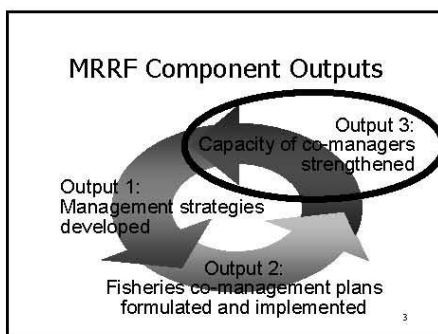 MRRF Component Outputs
Output 3:
Capacity of co-managers
strengthened
Output 1:
Management strategies
developed
Output 2:
Fisheries co-management plans
formulated and implemented
3